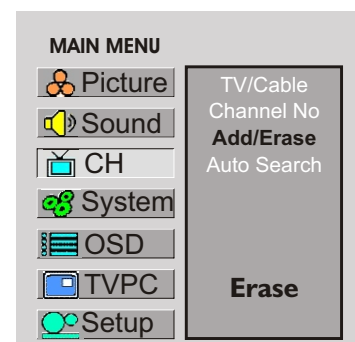 MAIN MENU
Picture
Sound
CH
System
OSD
TVPC
Setup
TV/Cable
Channel No
Add/Erase
Auto Search
Erase